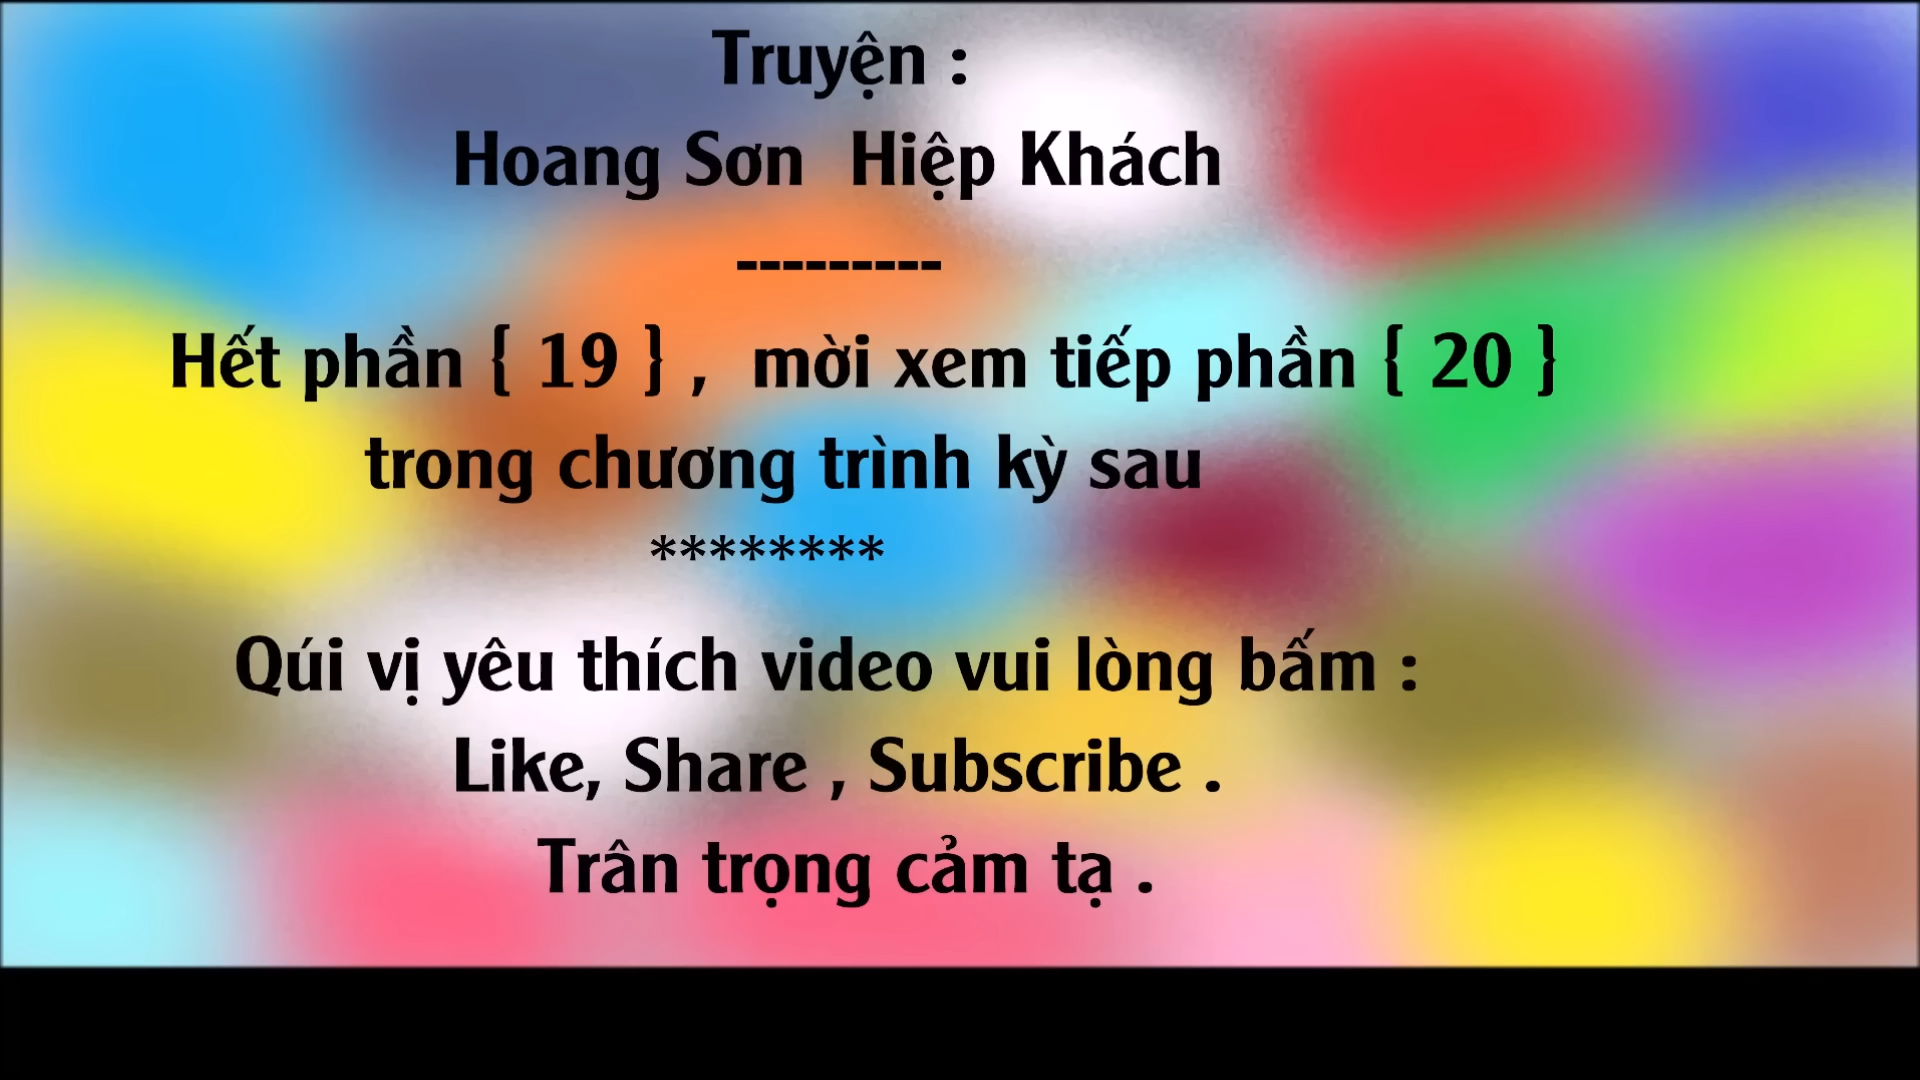 Truyện :
Hoang Sơn Hiệp Khách
---------
Hết phần { 19 } , mời xem tiếp phần { 20 }
trong chương trình kỳ sau
********
Qúi vị yêu thích video vui lòng bấm :
Like, Share , Subscribe .
Trân trọng cảm tạ .